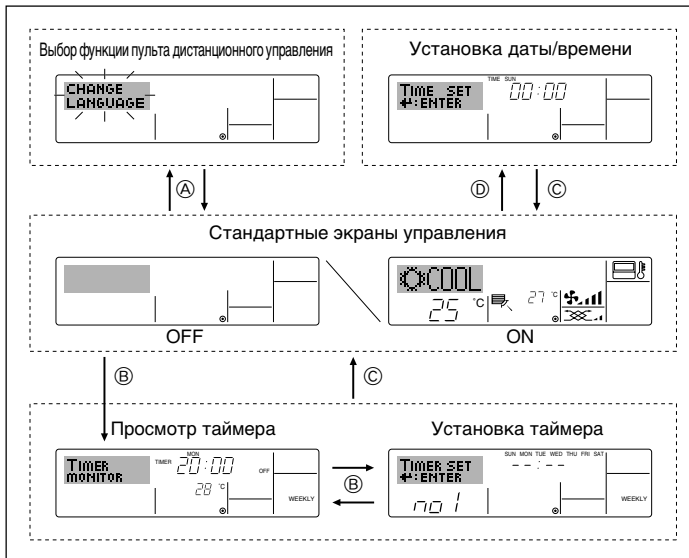 Выбор функции пульта дистанционного управления
CHANGE
LANGUAGE
Установка даты/времени
TIME SUN
TIME SET
↵:ENTER
00:00
Ⓐ
Ⓓ
Ⓒ
Стандартные экраны управления
COOL
25 °C
27 °C
OFF
ON
Ⓑ
Ⓒ
Просмотр таймера
TIMER
MONITOR
TIMER
MON
20:00
OFF
28 °C
WEEKLY
Ⓑ
Установка таймера
SUN MON TUE WED THU FRI SAT
TIMER SET
↵:ENTER
--:--
no 1
WEEKLY